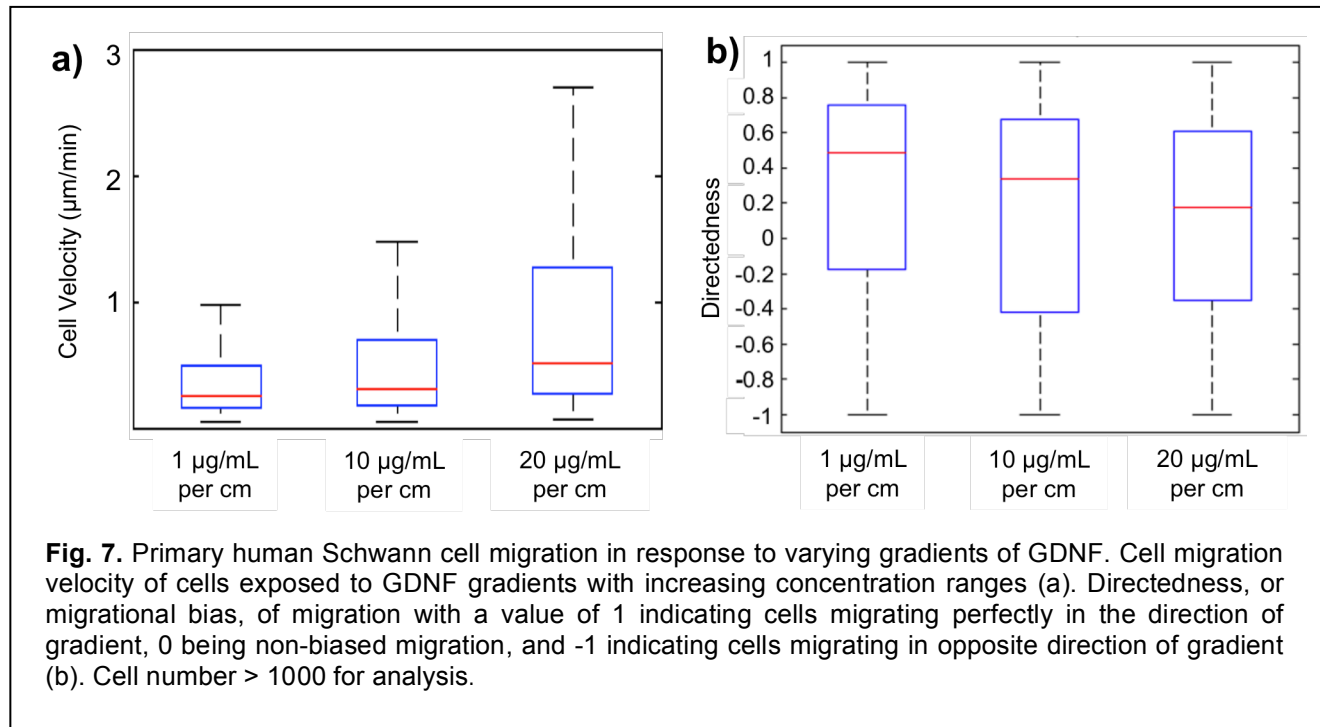 a)
3
2
1
Cell Velocity (µm/min)
1 µg/mL
per cm
10 µg/mL
per cm
20 µg/mL
per cm
b)
1
0.8
0.6
0.4
0.2
0
-0.2
-0.4
-0.6
-0.8
-1
Directedness
1 µg/mL
per cm
10 µg/mL
per cm
20 µg/mL
per cm
Fig. 7. Primary human Schwann cell migration in response to varying gradients of GDNF. Cell migration
velocity of cells exposed to GDNF gradients with increasing concentration ranges (a). Directedness, or
migrational bias, of migration with a value of 1 indicating cells migrating perfectly in the direction of
gradient, 0 being non-biased migration, and -1 indicating cells migrating in opposite direction of gradient
(b). Cell number > 1000 for analysis.